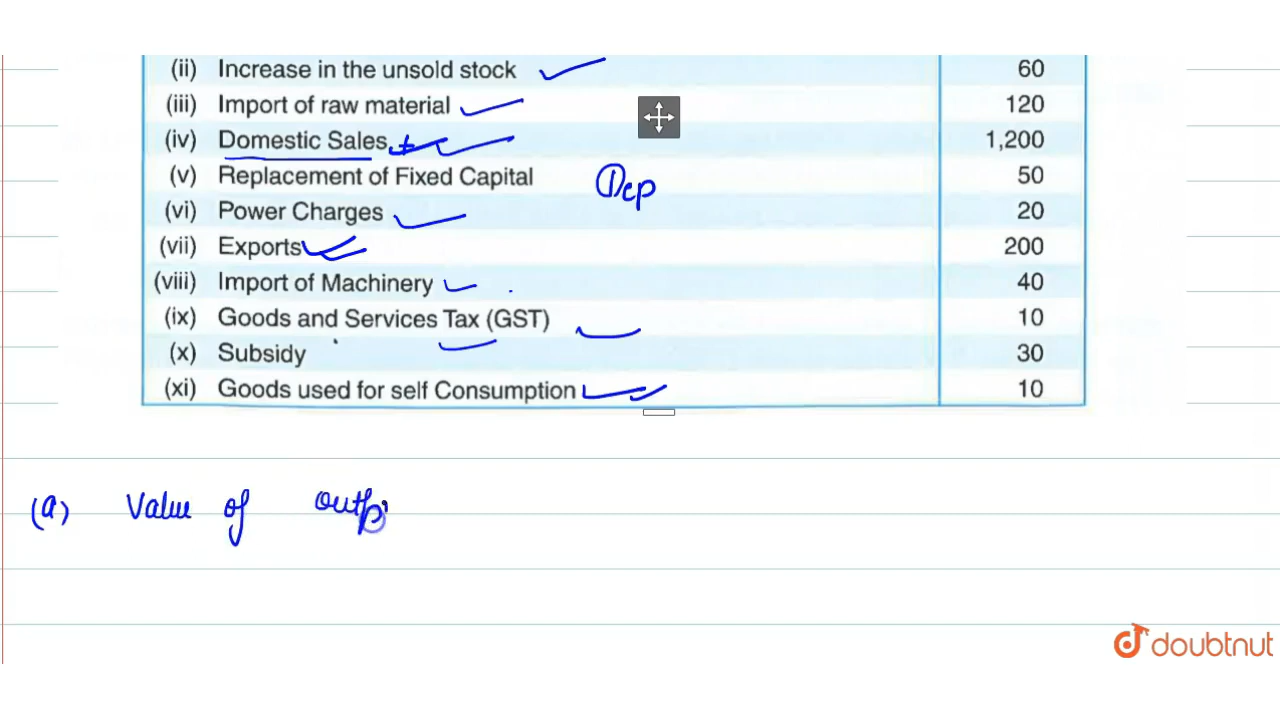 (ii) Increase in the unsold stock 60
(iii) Import of raw material 120
(iv) Domestic Sales + 1,200
(v) Replacement of Fixed Capital Dep 50
(vi) Power Charges 20
(vii) Exports 200
(viii) Import of Machinery 40
(ix) Goods and Services Tax (GST) 10
(x) Subsidy 30
(xi) Goods used for self Consumption 10
(a) Value of outp
doubtnut